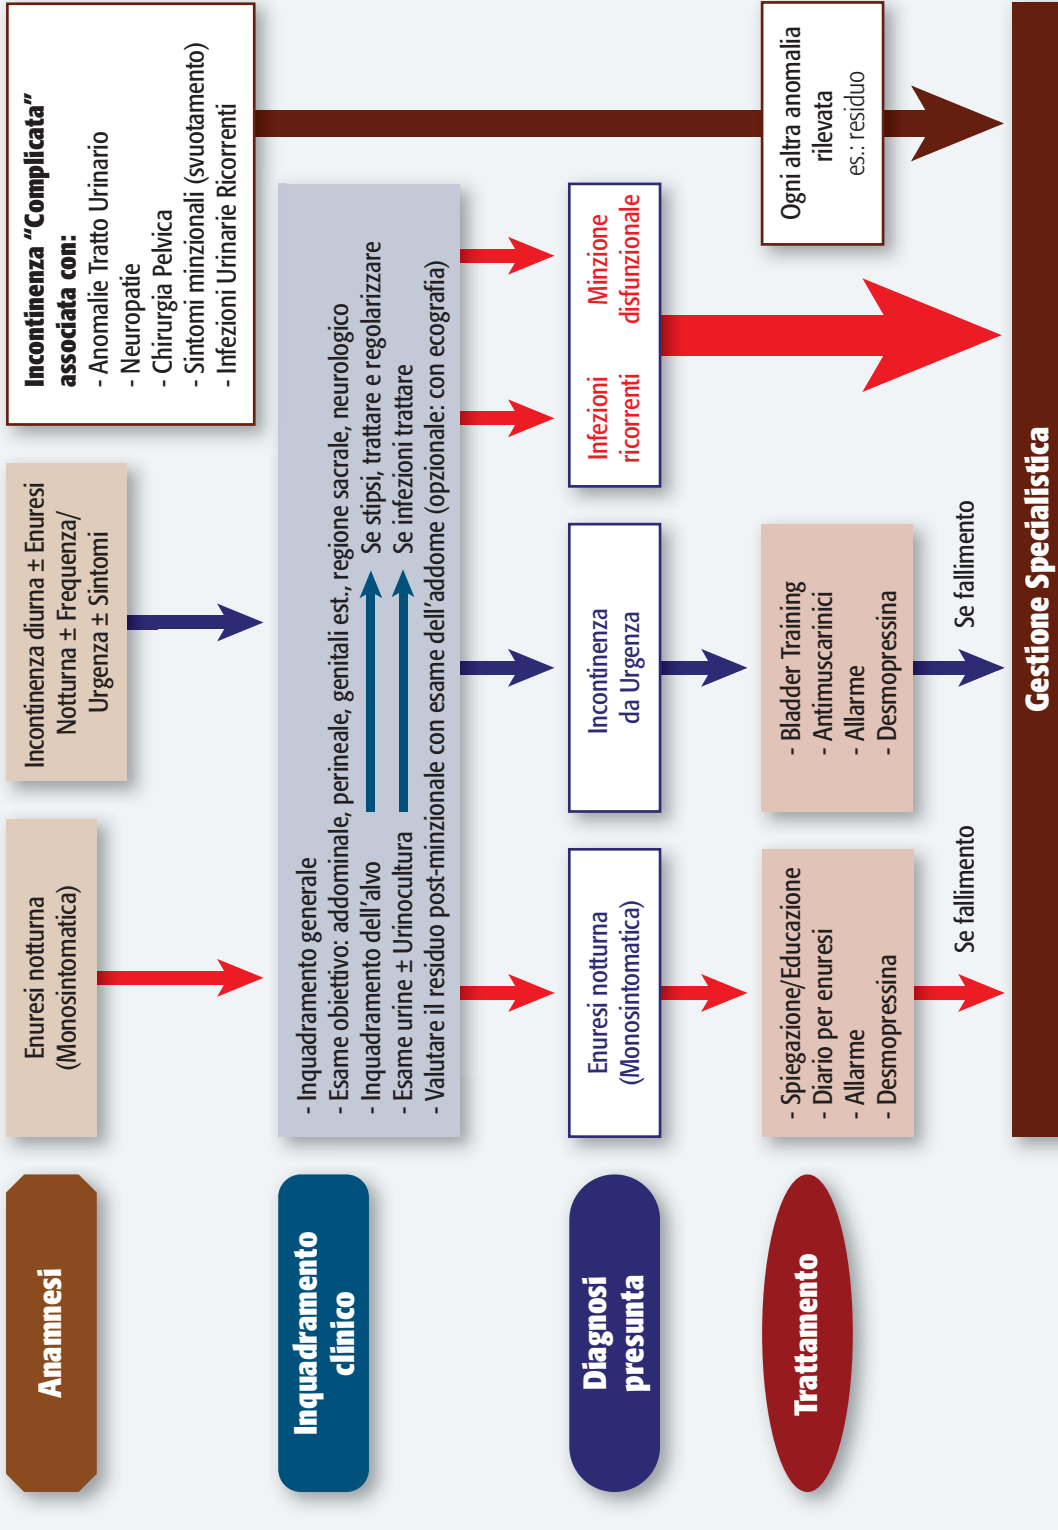 Anamnesi
Enuresi notturna
(Monosintomatica)
Incontinenza diurna ± Enuresi
Notturna ± Frequenza/
Urgenza ± Sintomi
Incontinenza “Complicata”
associata con:
- Anomalie Tratto Urinario
- Neuropatie
- Chirurgia Pelvica
- Sintomi minzionali (svuotamento)
- Infezioni Urinarie Ricorrenti
Inquadramento
clinico
- Inquadramento generale
- Esame obiettivo: addominale, perineale, genitali est., regione sacrale, neurologico
- Inquadramento dell'alvo Se stipsi, trattare e regolarizzare
- Esame urine ± Urinocultura Se infezioni trattare
- Valutare il residuo post-minzionale con esame dell'addome (opzionale: con ecografia)
Diagnosi
presunta
Enuresi notturna
(Monosintomatica)
Incontinenza
da Urgenza
Infezioni
ricorrenti
Minzione
disfunzionale
Trattamento
- Spiegazione/Educazione
- Diario per enuresi
- Allarme
- Desmopressina
- Bladder Training
- Antimuscarinici
- Allarme
- Desmopressina
Ogni altra anomalia
rilevata
es.: residuo
Se fallimento
Se fallimento
Gestione Specialistica